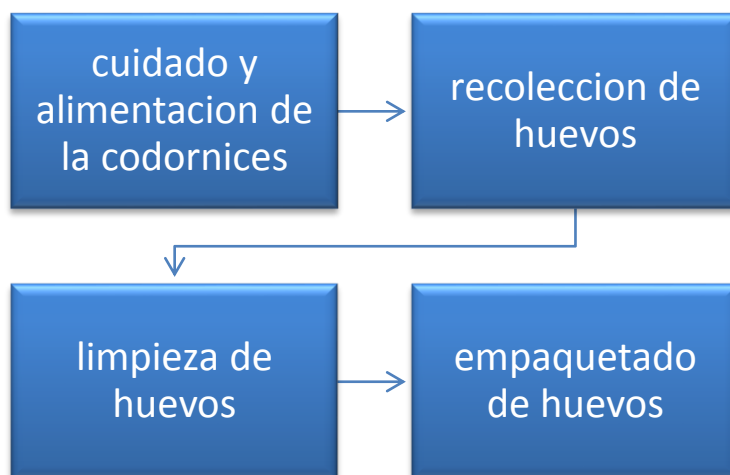 cuidado y
alimentacion de
la codornices
recoleccion de
huevos
limpieza de
huevos
empaquetado
de huevos